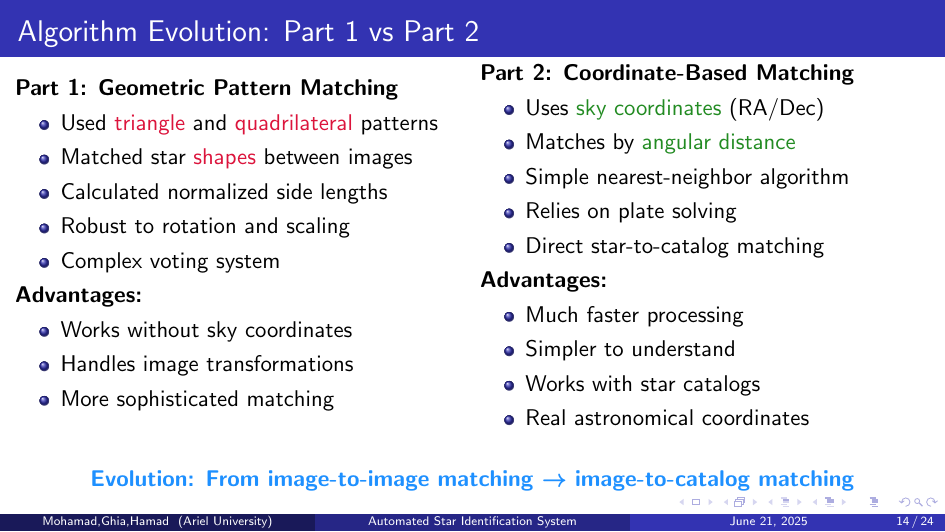 Algorithm Evolution: Part 1 vs Part 2
Part 1: Geometric Pattern Matching
Used triangle and quadrilateral patterns
Matched star shapes between images
Calculated normalized side lengths
Robust to rotation and scaling
Complex voting system
Advantages:
Works without sky coordinates
Handles image transformations
More sophisticated matching
Part 2: Coordinate-Based Matching
Uses sky coordinates (RA/Dec)
Matches by angular distance
Simple nearest-neighbor algorithm
Relies on plate solving
Direct star-to-catalog matching
Advantages:
Much faster processing
Simpler to understand
Works with star catalogs
Real astronomical coordinates
Evolution: From image-to-image matching → image-to-catalog matching
Mohamad,Ghia,Hamad (Ariel University)
Automated Star Identification System
June 21, 2025
14 / 24